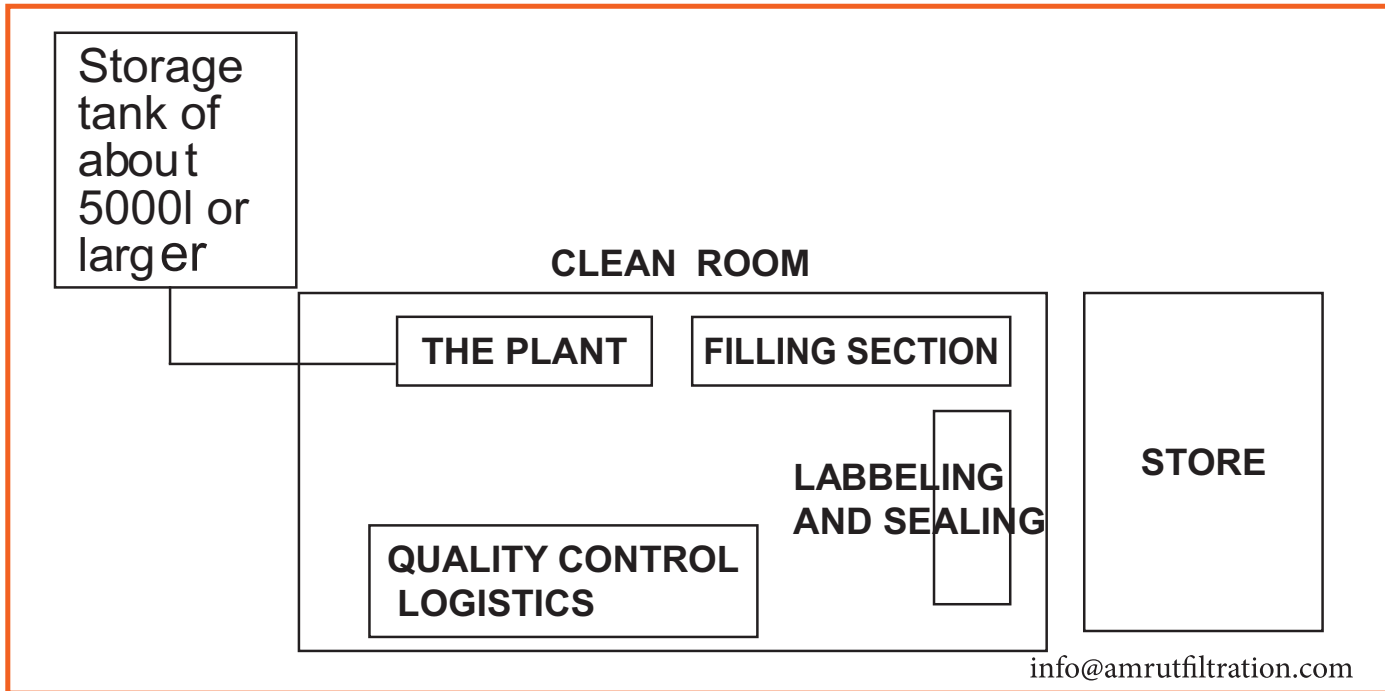 Storage
tank of
about
5000l or
larger
CLEAN ROOM
THE PLANT
FILLING SECTION
LABBELING
AND SEALING
STORE
QUALITY CONTROL
LOGISTICS
info@amrutfiltration.com